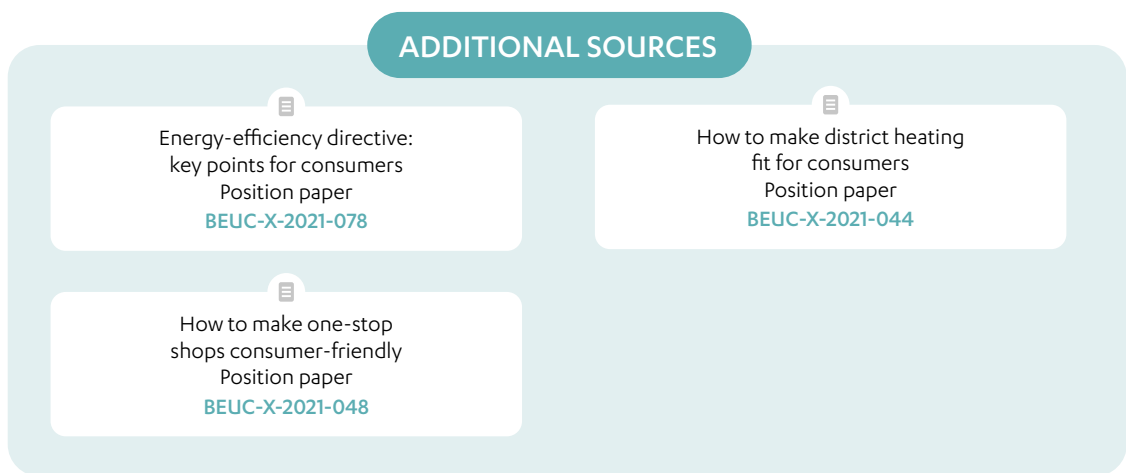 ADDITIONAL SOURCES
Energy-efficiency directive:
key points for consumers
Position paper
BEUC-X-2021-078
How to make district heating
fit for consumers
Position paper
BEUC-X-2021-044
How to make one-stop
shops consumer-friendly
Position paper
BEUC-X-2021-048